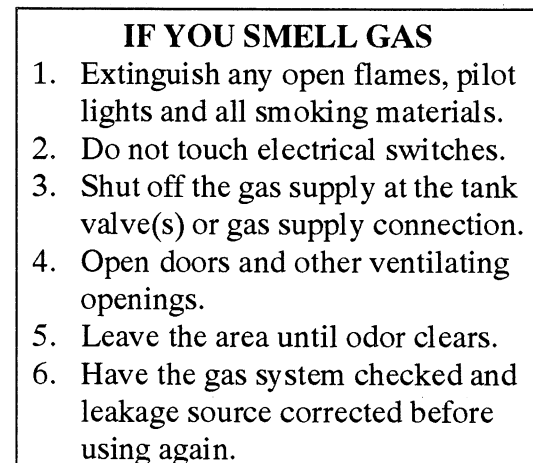 IF YOU SMELL GAS
1. Extinguish any open flames, pilot
lights and all smoking materials.
2. Do not touch electrical switches.
3. Shut off the gas supply at the tank
valve(s) or gas supply connection.
4. Open doors and other ventilating
openings.
5. Leave the area until odor clears.
6. Have the gas system checked and
leakage source corrected before
using again.